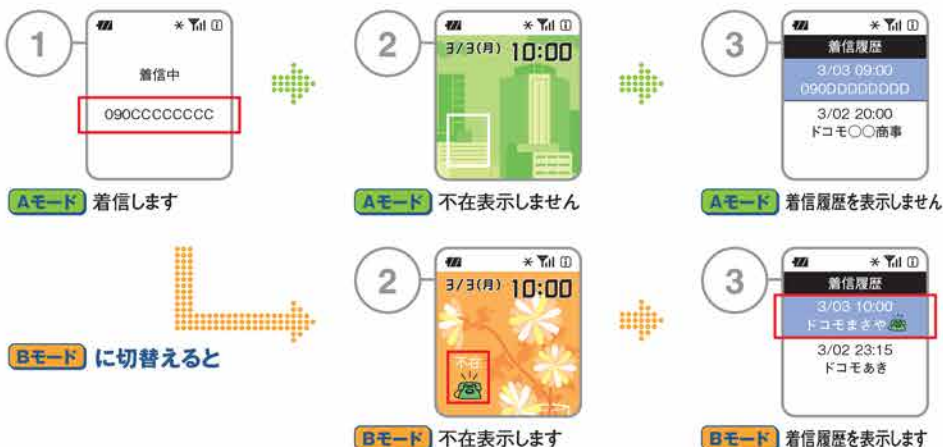 1
着信中
090CCCCCCCC
Aモード 着信します
2
3/3(月) 10:00
Aモード 不在表示しません
3
着信履歴
3/03 09:00
090DDDDDDDD
3/02 20:00
ドコモ○○商事
Aモード 着信履歴を表示しません
Bモード に切替えると
2
3/3(月) 10:00
不在
Bモード 不在表示します
3
着信履歴
3/03 10:00
ドコモまさや
3/02 23:15
ドコモあき
Bモード 着信履歴を表示します